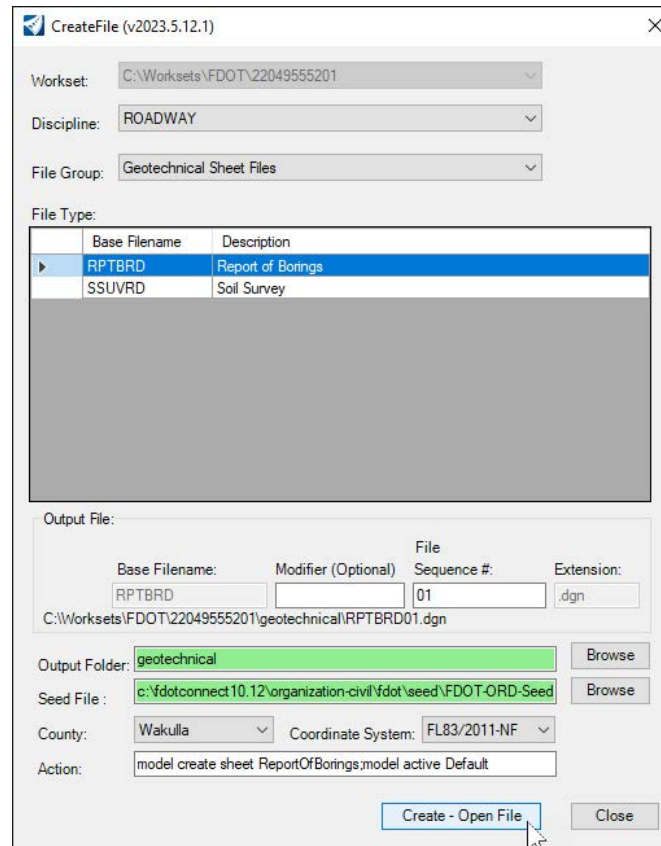 CreateFile (v2023.5.12.1)
Workset: C:\Worksets\FDOT\22049555201
Discipline: ROADWAY
File Group: Geotechnical Sheet Files
File Type:
Base Filename Description
RPTBRD Report of Borings
SSUVRD Soil Survey
Output File:
File
Base Filename: Modifier (Optional) Sequence #: Extension:
RPTBRD 01 .dgn
C:\Worksets\FDOT\22049555201\geotechnical\RPTBRD01.dgn
Output Folder: geotechnical Browse
Seed File : c:\fdotconnect10.12\organization-civil\fdot\seed\FDOT-ORD-Seed Browse
County: Wakulla Coordinate System: FL83/2011-NF
Action: model create sheet ReportOfBorings;model active Default
Create - Open File Close